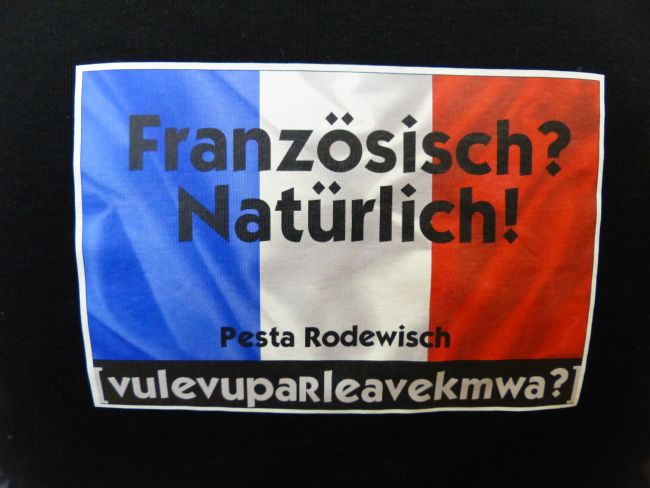 Französisch?
Natürlich!
Pesta Rodewisch
[vulevupaRleavekmwa?]